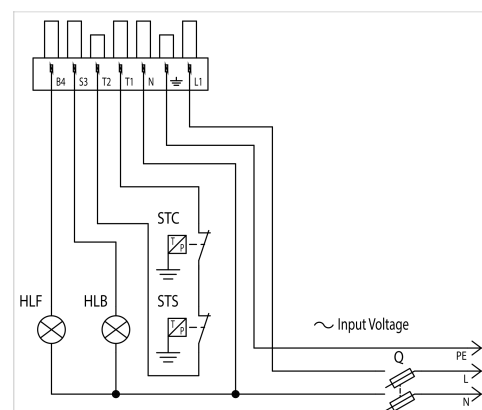 B4 S3 T2 T1 N L1
STC
T P
HLF HLB STS
T P
Input Voltage
PE
Q
L
N